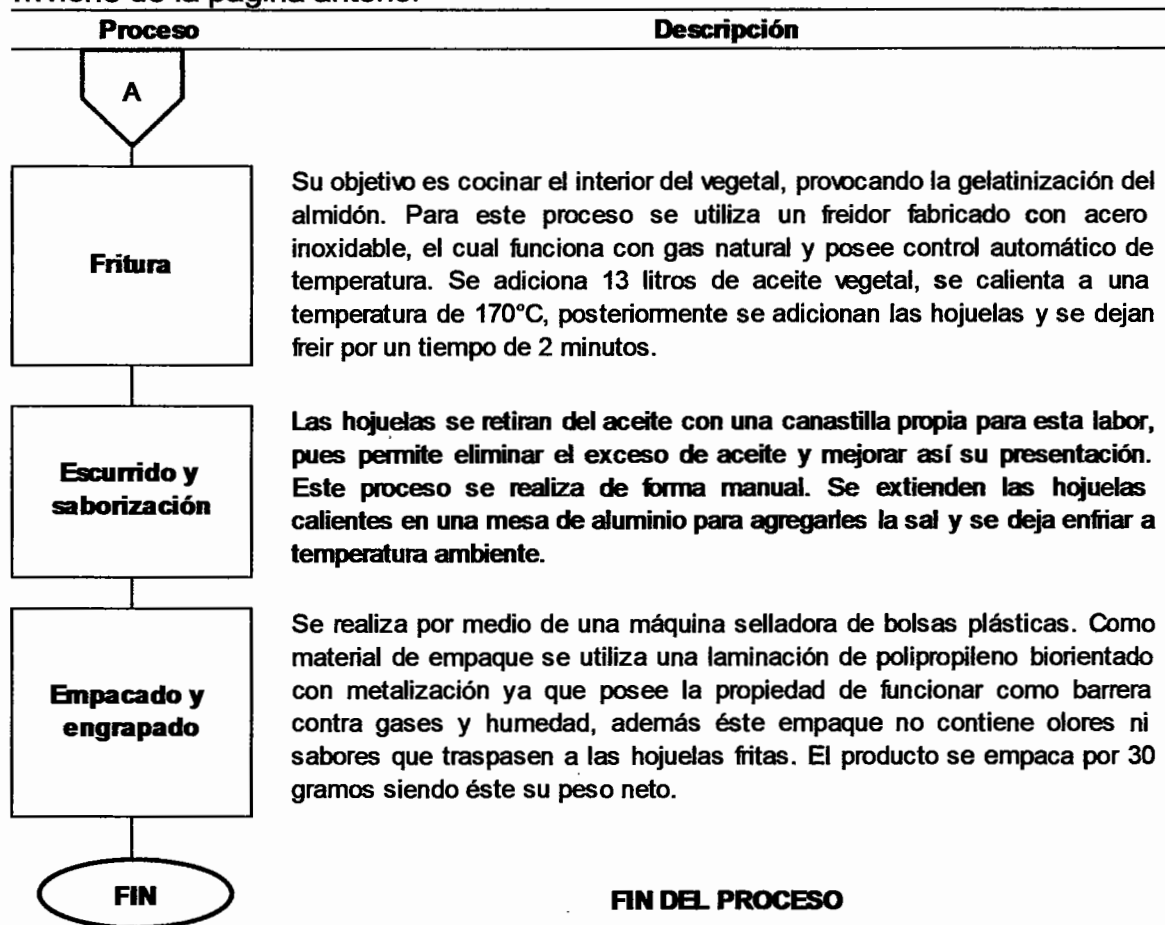 ...viene de la página anterior
Proceso Descripción
A
Su objetivo es cocinar el interior del vegetal, provocando la gelatinización del
almidón. Para este proceso se utiliza un freidor fabricado con acero
Fritura
inoxidable, el cual funciona con gas natural y posee control automático de
temperatura. Se adiciona 13 litros de aceite vegetal, se calienta a una
temperatura de 170°C, posteriormente se adicionan las hojuelas y se dejan
freir por un tiempo de 2 minutos.
Escurrido y
saborización
Las hojuelas se retiran del aceite con una canastilla propia para esta labor,
pues permite eliminar el exceso de aceite y mejorar así su presentación.
Este proceso se realiza de forma manual. Se extienden las hojuelas
calientes en una mesa de aluminio para agregarles la sal y se deja enfriar a
temperatura ambiente.
Empacado y
engrapado
Se realiza por medio de una máquina selladora de bolsas plásticas. Como
material de empaque se utiliza una laminación de polipropileno biorientado
con metalización ya que posee la propiedad de funcionar como barrera
contra gases y humedad, además éste empaque no contiene olores ni
sabores que traspasen a las hojuelas fritas. El producto se empaca por 30
gramos siendo éste su peso neto.
FIN
FIN DEL PROCESO